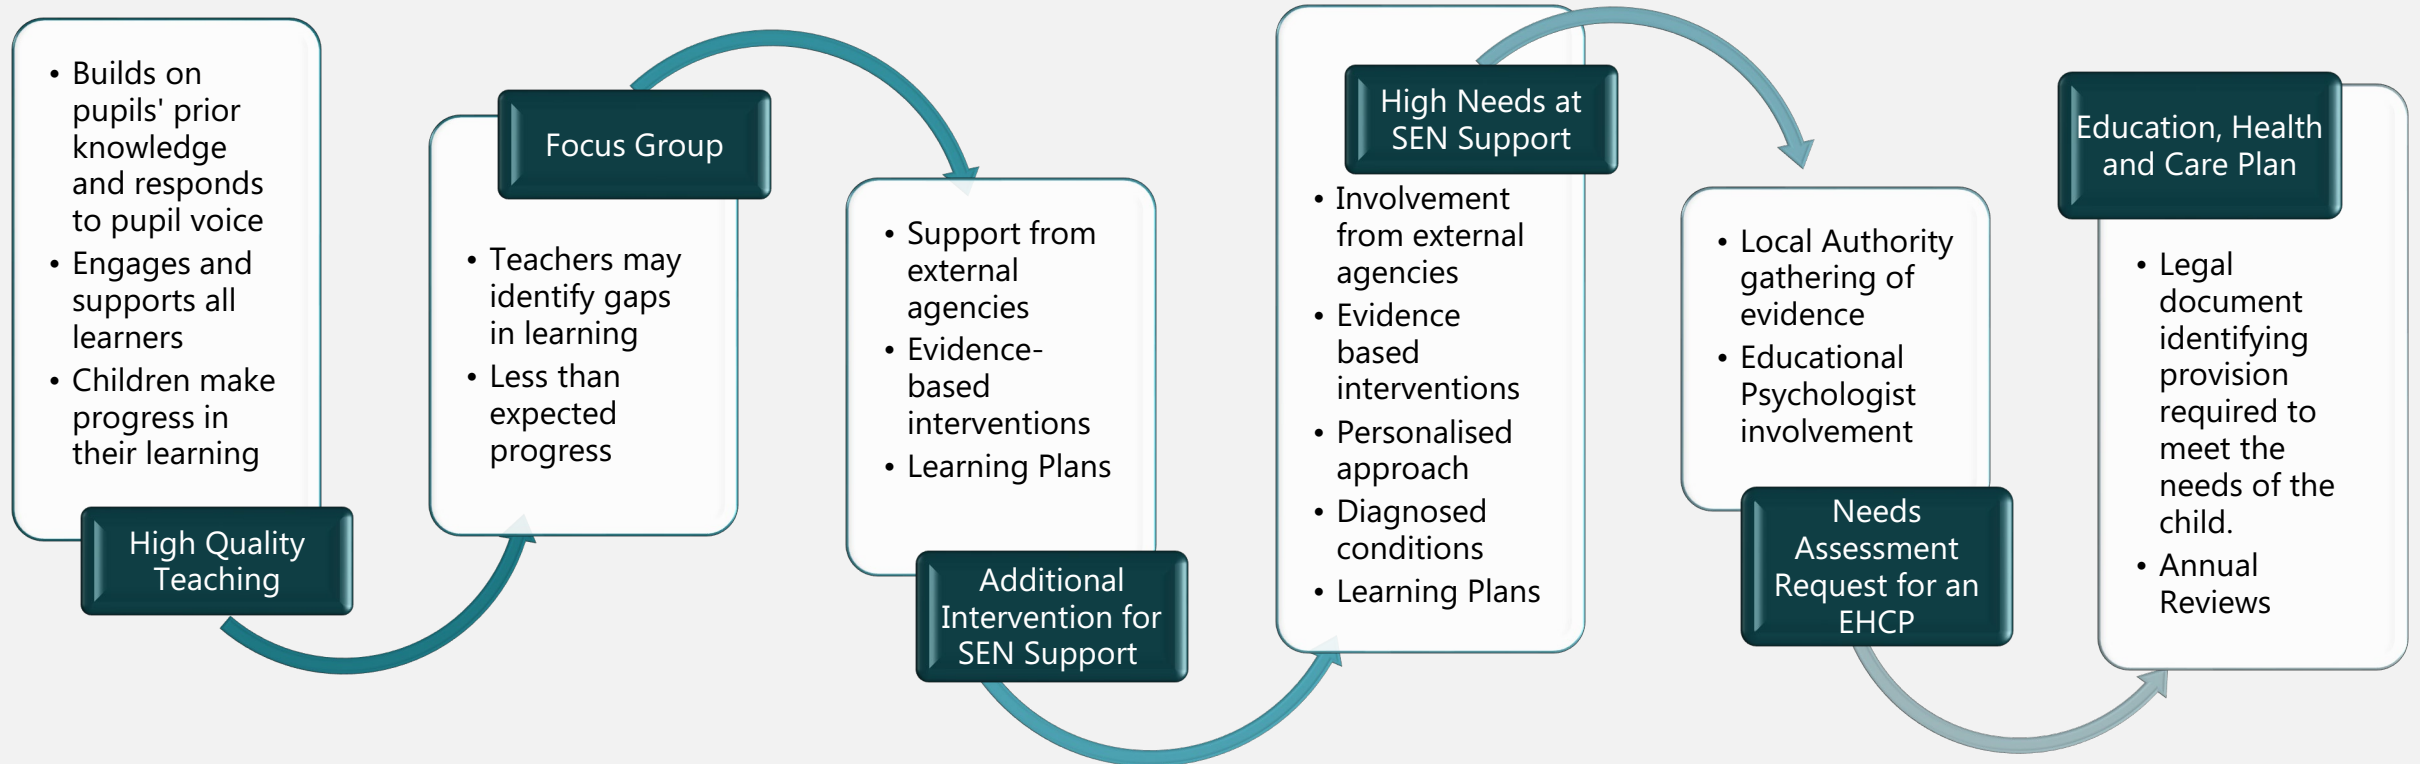 • Builds on
pupils' prior
knowledge
and responds
to pupil voice
• Engages and
supports all
learners
• Children make
progress in
their learning
High Quality
Teaching
Focus Group
• Teachers may
identify gaps
in learning
• Less than
expected
progress
• Support from
external
agencies
• Evidence-
based
interventions
• Learning Plans
Additional
Intervention for
SEN Support
High Needs at
SEN Support
• Involvement
from external
agencies
• Evidence
based
interventions
• Personalised
approach
• Diagnosed
conditions
• Learning Plans
• Local Authority
gathering of
evidence
• Educational
Psychologist
involvement
Needs
Assessment
Request for an
EHCP
Education, Health
and Care Plan
• Legal
document
identifying
provision
required to
meet the
needs of the
child.
• Annual
Reviews